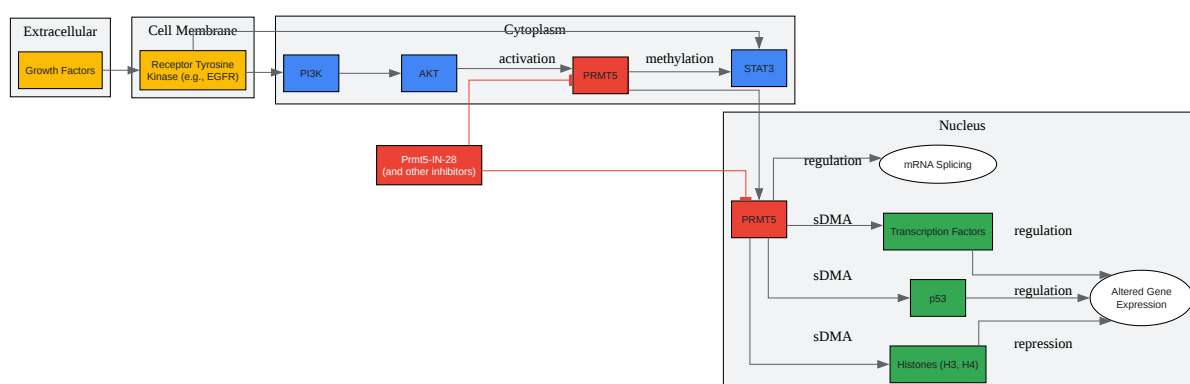 Extracellular
Growth Factors
Cell Membrane
Receptor Tyrosine
Kinase (e.g., EGFR)
Cytoplasm
PI3K
AKT
activation
PRMT5
methylation
STAT3
Prmt5-IN-28
(and other inhibitors)
Nucleus
regulation
mRNA Splicing
PRMT5
sDMA
Transcription Factors
regulation
sDMA
p53
regulation
Altered Gene
Expression
sDMA
Histones (H3, H4)
repression